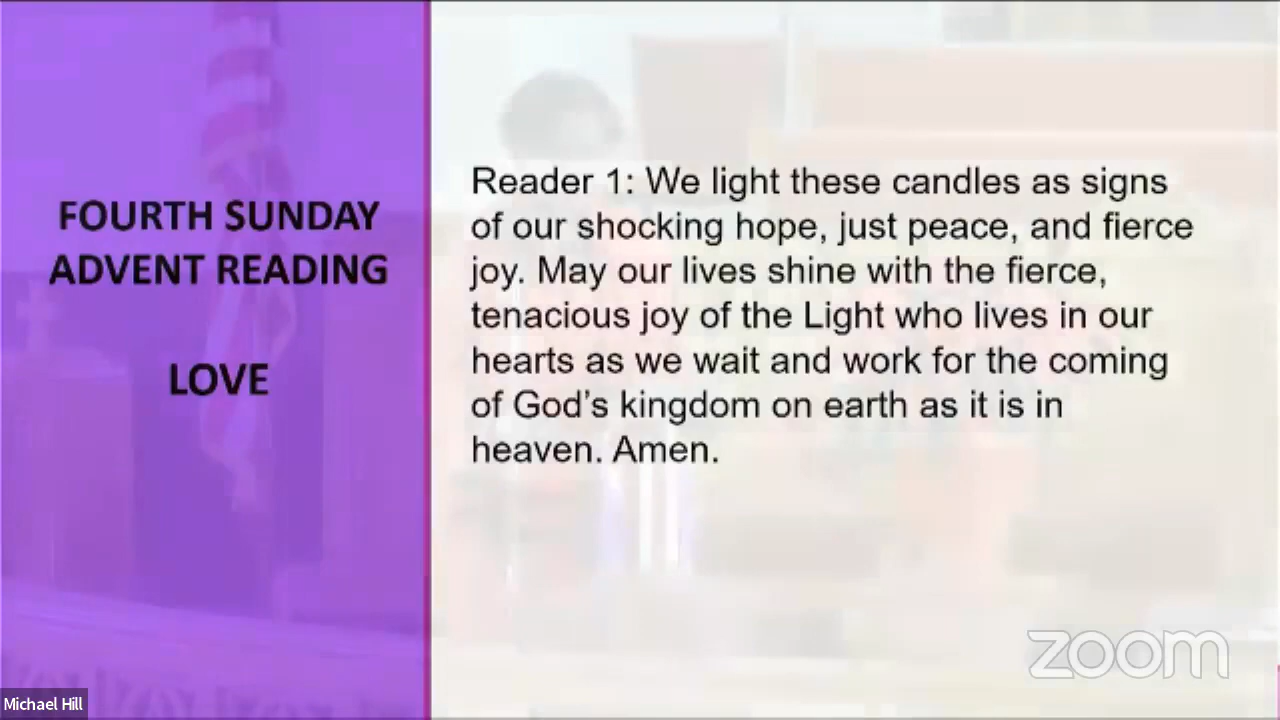 FOURTH SUNDAY
ADVENT READING
LOVE
Reader 1: We light these candles as signs
of our shocking hope, just peace, and fierce
joy. May our lives shine with the fierce,
tenacious joy of the Light who lives in our
hearts as we wait and work for the coming
of God’s kingdom on earth as it is in
heaven. Amen.
zoom
Michael Hill